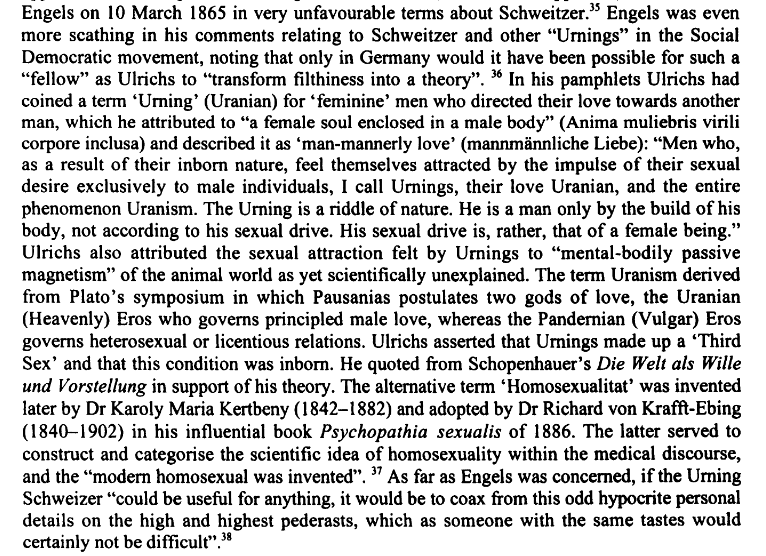 Engels on 10 March 1865 in very unfavourable terms about Schweitzer.³⁵ Engels was even
more scathing in his comments relating to Schweitzer and other “Urnings” in the Social
Democratic movement, noting that only in Germany would it have been possible for such a
“fellow” as Ulrichs to “transform filthiness into a theory”. ³⁶ In his pamphlets Ulrichs had
coined a term ‘Urning’ (Uranian) for ‘feminine’ men who directed their love towards another
man, which he attributed to “a female soul enclosed in a male body” (Anima muliebris virili
corpore inclusa) and described it as ‘man-mannerly love’ (mannmännliche Liebe): “Men who,
as a result of their inborn nature, feel themselves attracted by the impulse of their sexual
desire exclusively to male individuals, I call Urnings, their love Uranian, and the entire
phenomenon Uranism. The Urning is a riddle of nature. He is a man only by the build of his
body, not according to his sexual drive. His sexual drive is, rather, that of a female being.”
Ulrichs also attributed the sexual attraction felt by Urnings to “mental-bodily passive
magnetism” of the animal world as yet scientifically unexplained. The term Uranism derived
from Plato’s symposium in which Pausanias postulates two gods of love, the Uranian
(Heavenly) Eros who governs principled male love, whereas the Pandemian (Vulgar) Eros
governs heterosexual or licentious relations. Ulrichs asserted that Urnings made up a ‘Third
Sex’ and that this condition was inborn. He quoted from Schopenhauer’s Die Welt als Wille
und Vorstellung in support of his theory. The alternative term ‘Homosexualitat’ was invented
later by Dr Karoly Maria Kertbeny (1842–1882) and adopted by Dr Richard von Krafft-Ebing
(1840–1902) in his influential book Psychopathia sexualis of 1886. The latter served to
construct and categorise the scientific idea of homosexuality within the medical discourse,
and the “modern homosexual was invented”. ³⁷ As far as Engels was concerned, if the Urning
Schweizer “could be useful for anything, it would be to coax from this odd hypocrite personal
details on the high and highest pederasts, which as someone with the same tastes would
certainly not be difficult”.³⁸